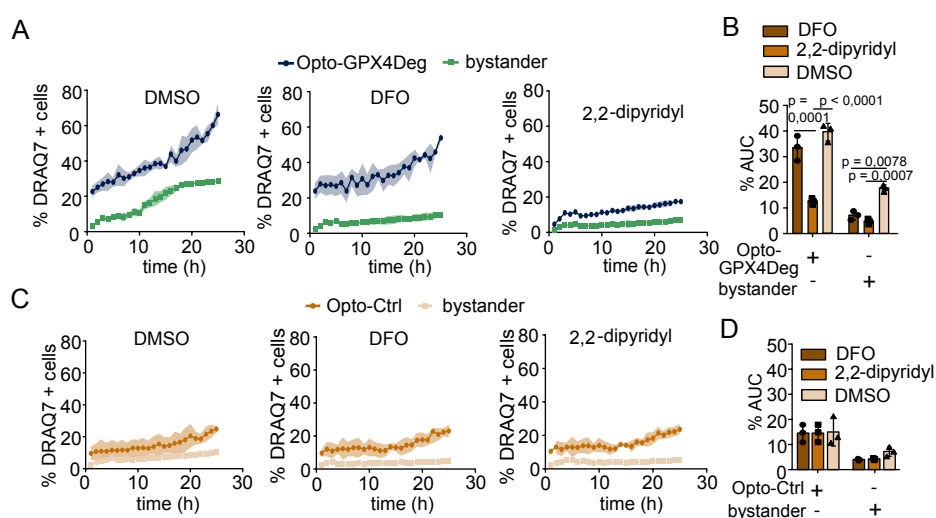 A
Opto-GPX4Deg bystander
DMSO
DFO
2,2-dipyridyl
% DRAQ7 + cells
80
60
40
20
0
0 10 20 30
time (h)
% DRAQ7 + cells
80
60
40
20
0
0 10 20 30
time (h)
% DRAQ7 + cells
80
60
40
20
0
0 10 20 30
time (h)
B
DFO
2,2-dipyridyl
DMSO
p = 0,0001
p < 0,0001
p = 0,0078
p = 0,0007
% AUC
50
40
30
20
10
0
Opto-GPX4Deg + -
bystander - +
C
Opto-Ctrl bystander
DMSO
DFO
2,2-dipyridyl
% DRAQ7 + cells
80
60
40
20
0
0 10 20 30
time (h)
% DRAQ7 + cells
80
60
40
20
0
0 10 20 30
time (h)
% DRAQ7 + cells
80
60
40
20
0
0 10 20 30
time (h)
D
DFO
2,2-dipyridyl
DMSO
% AUC
50
40
30
20
10
0
Opto-Ctrl + -
bystander - +